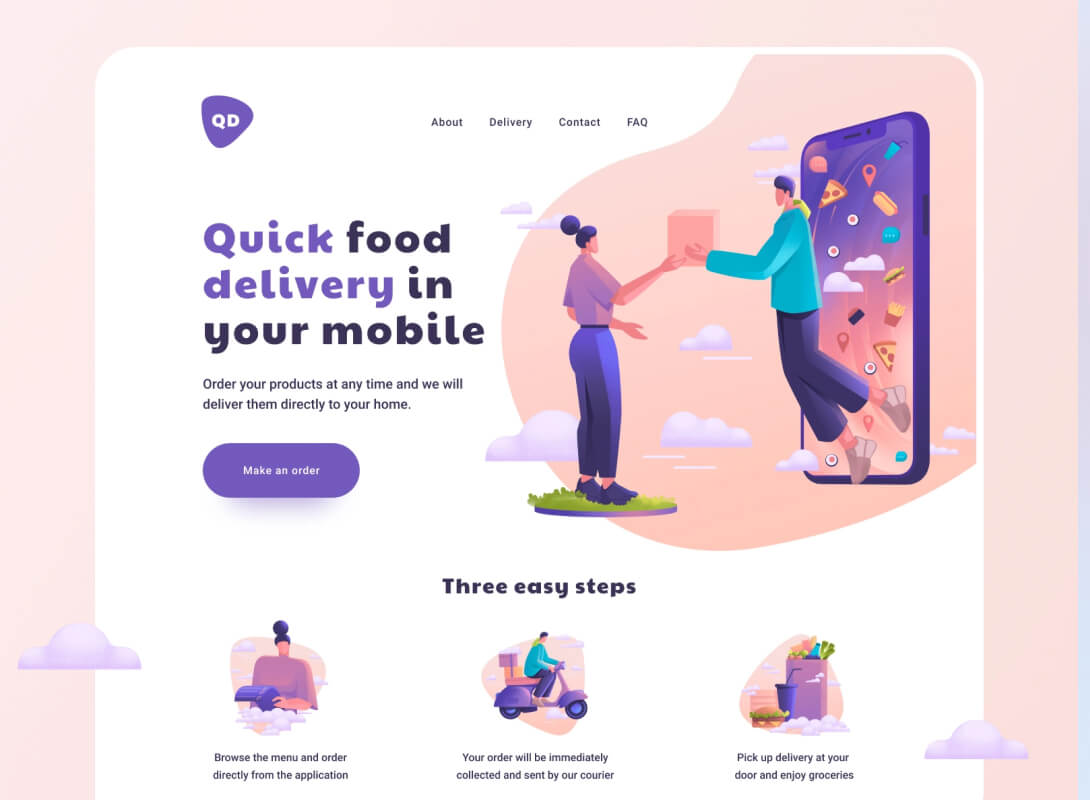 QD
About Delivery Contact FAQ
Quick food
delivery in
your mobile
Order your products at any time and we will
deliver them directly to your home.
Make an order
Three easy steps
Browse the menu and order
directly from the application
Your order will be immediately
collected and sent by our courier
Pick up delivery at your
door and enjoy groceries